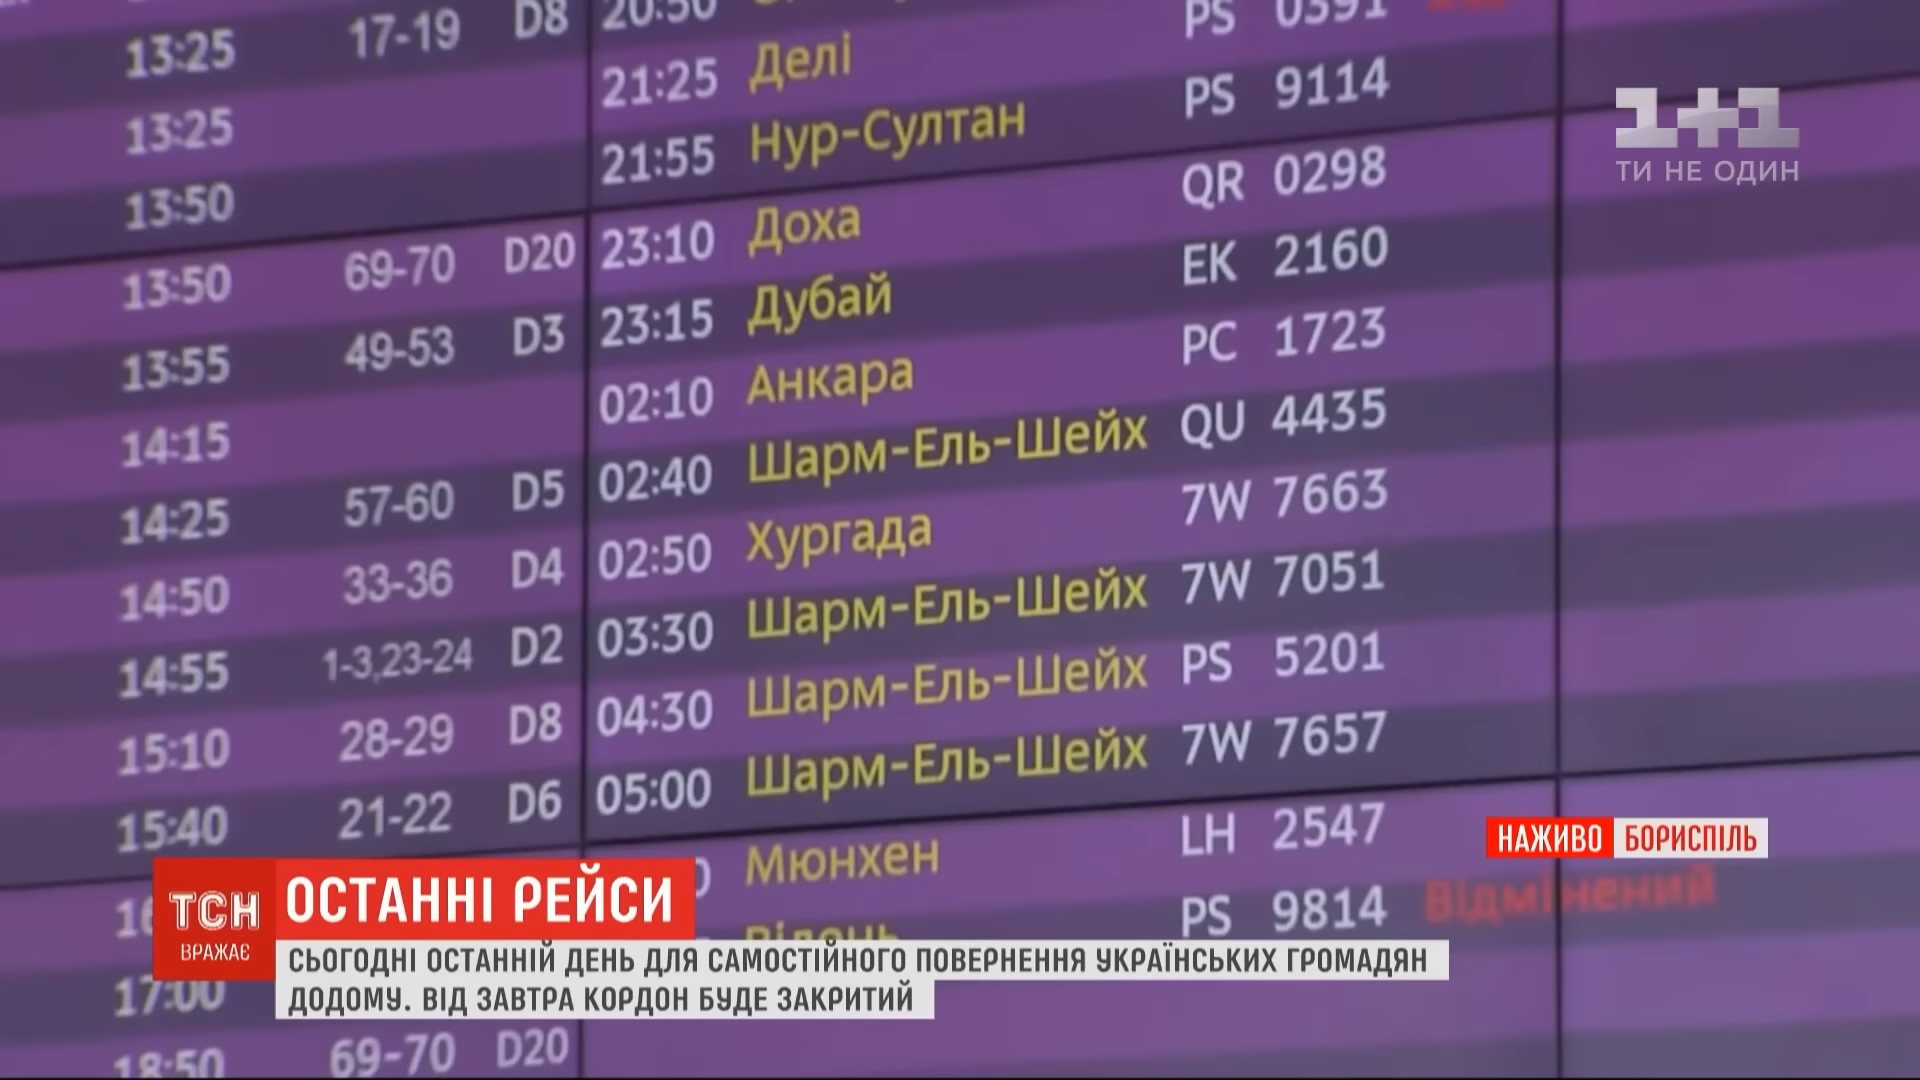 13:25 17-19 D8
13:25
13:50
13:50 69-70 D20
13:55 49-53 D3
14:15
14:25 57-60 D5
14:50 33-36 D4
14:55 1-3,23-24 D2
15:10 28-29 D8
15:40 21-22 D6
17:00
18:50 69-70 D20
20:50 PS 0391
21:25 Делі PS 9114
21:55 Нур-Султан
23:10 Доха QR 0298
23:15 Дубай EK 2160
02:10 Анкара PC 1723
02:40 Шарм-Ель-Шейх QU 4435
02:50 Хургада 7W 7663
03:30 Шарм-Ель-Шейх 7W 7051
04:30 Шарм-Ель-Шейх PS 5201
05:00 Шарм-Ель-Шейх 7W 7657
Мюнхен LH 2547
Відень PS 9814 Відмінений
1+1
ТИ НЕ ОДИН
НАЖИВО БОРИСПІЛЬ
ТСН
ВРАЖАЄ
ОСТАННІ РЕЙСИ
СЬОГОДНІ ОСТАННІЙ ДЕНЬ ДЛЯ САМОСТІЙНОГО ПОВЕРНЕННЯ УКРАЇНСЬКИХ ГРОМАДЯН
ДОДОМУ. ВІД ЗАВТРА КОРДОН БУДЕ ЗАКРИТИЙ